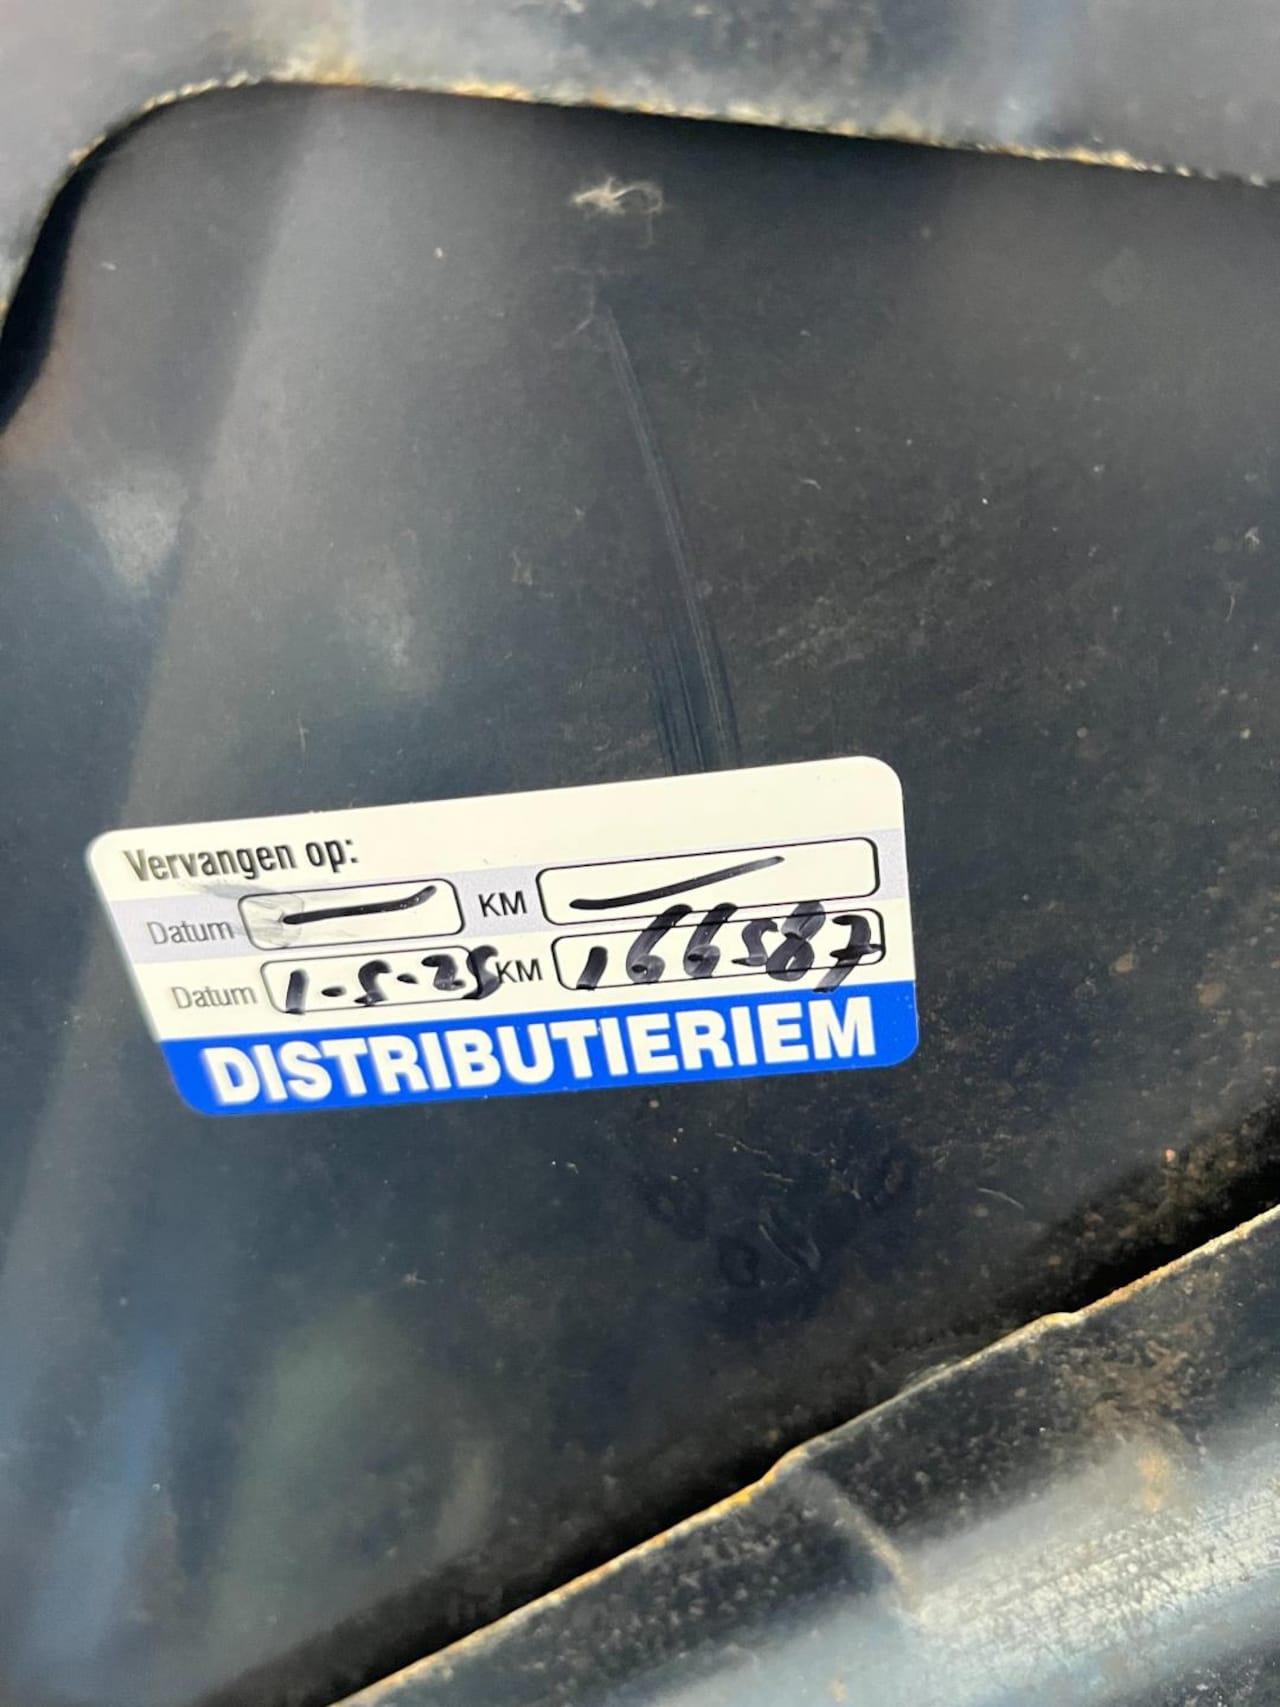 Vervangen op:
Datum — KM —
Datum 1-5-25 KM 166587
DISTRIBUTIERIEM